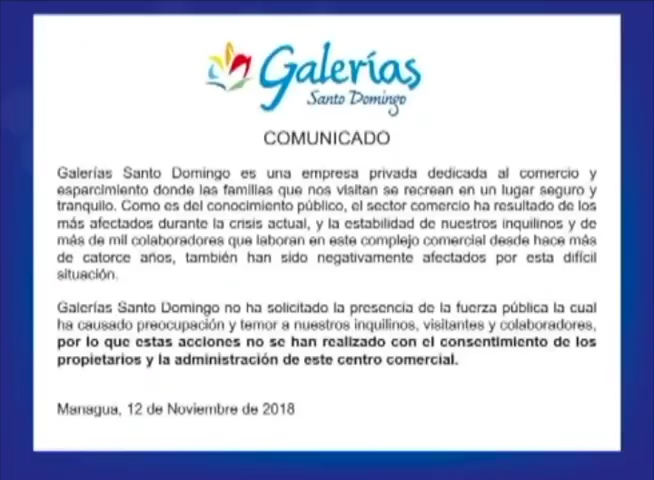 Galerías
Santo Domingo
COMUNICADO
Galerías Santo Domingo es una empresa privada dedicada al comercio y
esparcimiento donde las familias que nos visitan se recrean en un lugar seguro y
tranquilo. Como es del conocimiento público, el sector comercio ha resultado de los
más afectados durante la crisis actual, y la estabilidad de nuestros inquilinos y de
más de mil colaboradores que laboran en este complejo comercial desde hace más
de catorce años, también han sido negativamente afectados por esta difícil
situación.
Galerías Santo Domingo no ha solicitado la presencia de la fuerza pública la cual
ha causado preocupación y temor a nuestros inquilinos, visitantes y colaboradores,
por lo que estas acciones no se han realizado con el consentimiento de los
propietarios y la administración de este centro comercial.
Managua, 12 de Noviembre de 2018